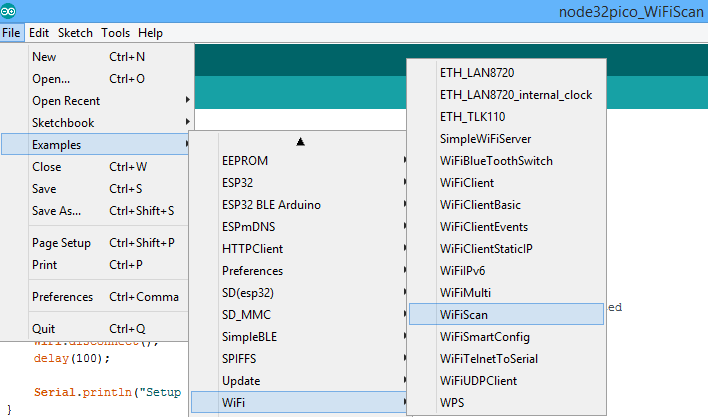 node32pico_WiFiScan
File Edit Sketch Tools Help
New Ctrl+N
Open... Ctrl+O
Open Recent
Sketchbook
Examples
Close Ctrl+W
Save Ctrl+S
Save As... Ctrl+Shift+S
Page Setup Ctrl+Shift+P
Print Ctrl+P
Preferences Ctrl+Comma
Quit Ctrl+Q
EEPROM
ESP32
ESP32 BLE Arduino
ESPmDNS
HTTPClient
Preferences
SD(esp32)
SD_MMC
SimpleBLE
SPIFFS
Update
WiFi
ETH_LAN8720
ETH_LAN8720_internal_clock
ETH_TLK110
SimpleWiFiServer
WiFiBlueToothSwitch
WiFiClient
WiFiClientBasic
WiFiClientEvents
WiFiClientStaticIP
WiFiIPv6
WiFiMulti
WiFiScan
WiFiSmartConfig
WiFiTelnetToSerial
WiFiUDPClient
WPS
ed
WiFi.disconnect();
delay(100);
Serial.println("Setup
}